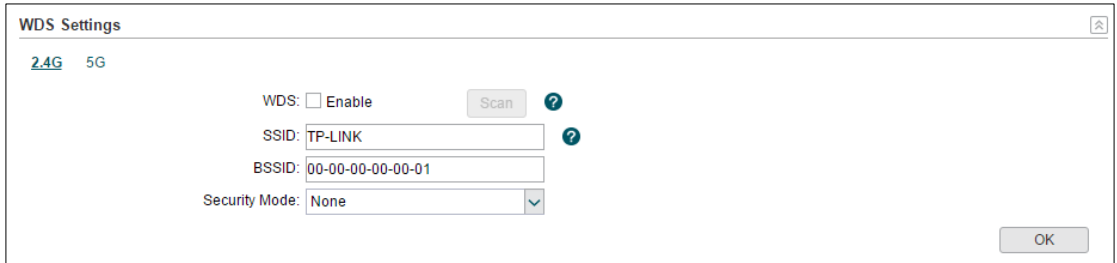 WDS Settings
2.4G 5G
WDS: Enable Scan ?
SSID: TP-LINK ?
BSSID: 00-00-00-00-00-01
Security Mode: None
OK